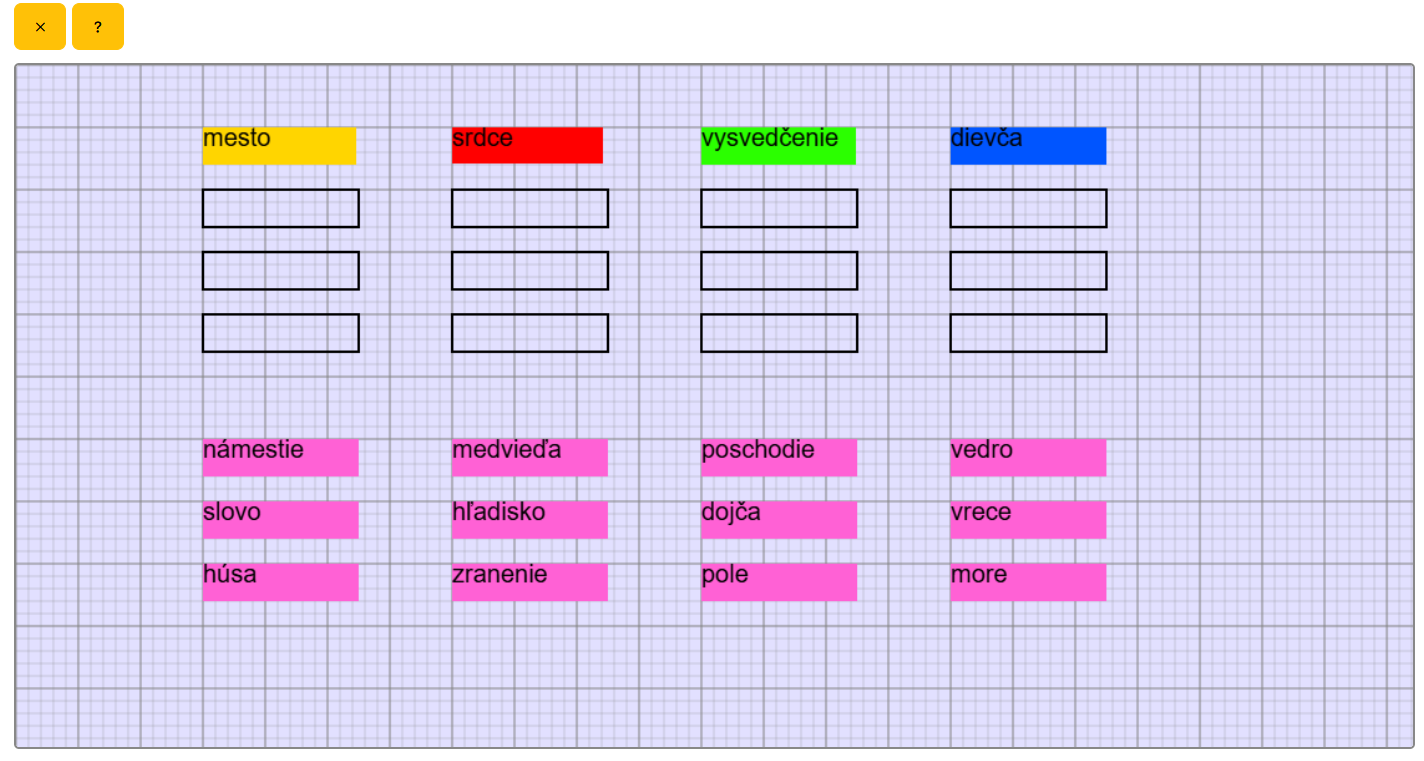 × ?
mesto srdce vysvedčenie dievča
námestie medvieďa poschodie vedro
slovo hľadisko dojča vrece
húsa zranenie pole more